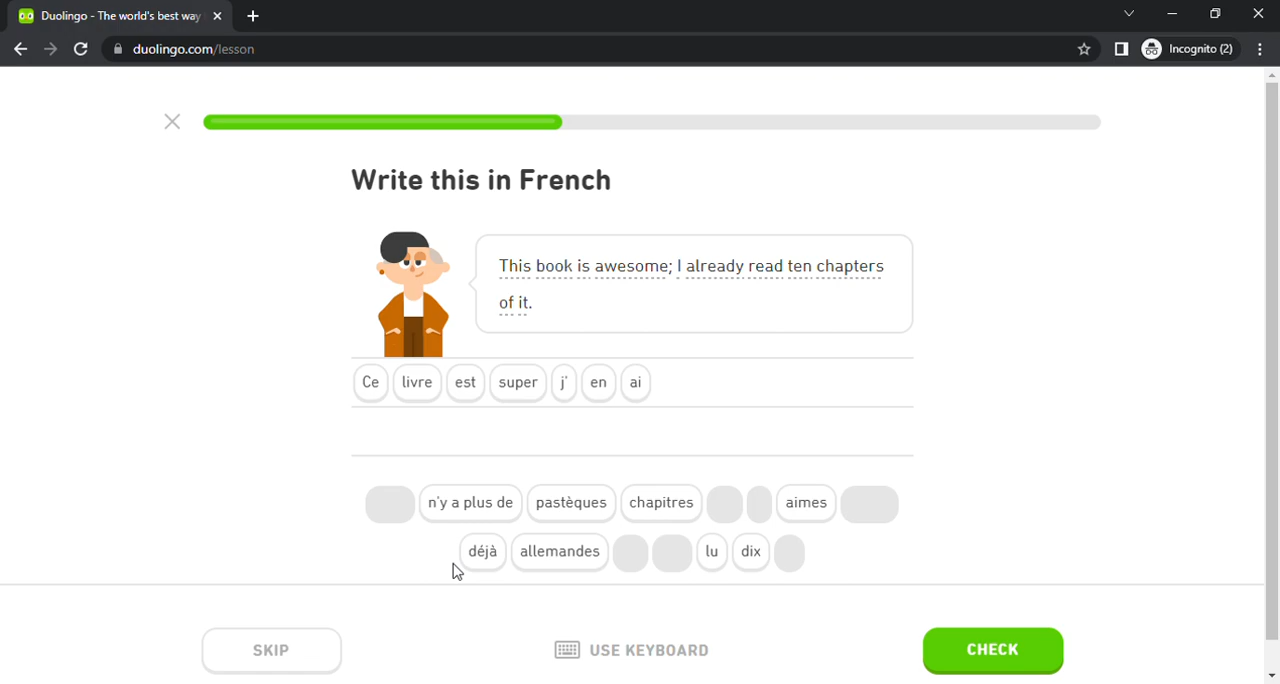 Duolingo - The world's best way
duolingo.com/lesson
Incognito (2)
Write this in French
This book is awesome; I already read ten chapters
of it.
Ce livre est super j' en ai
n'y a plus de pastèques chapitres aimes
déjà allemandes lu dix
SKIP USE KEYBOARD CHECK